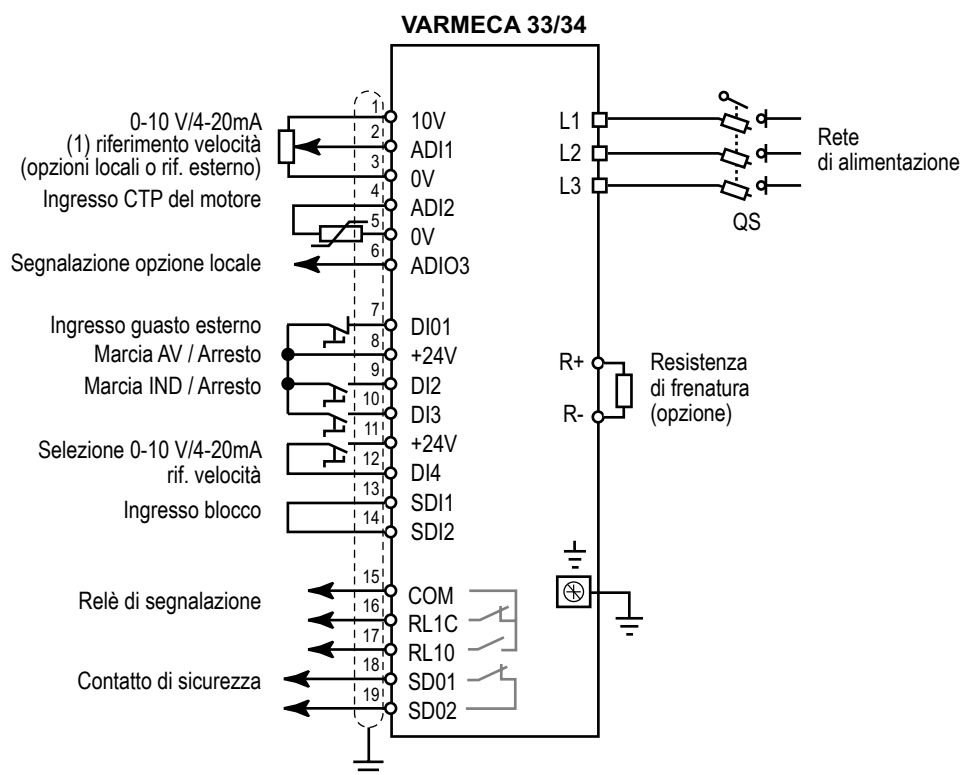 VARMECA 33/34
0-10 V/4-20mA
(1) riferimento velocità
(opzioni locali o rif. esterno)
Ingresso CTP del motore
Segnalazione opzione locale
Ingresso guasto esterno
Marcia AV / Arresto
Marcia IND / Arresto
Selezione 0-10 V/4-20mA
rif. velocità
Ingresso blocco
Relè di segnalazione
Contatto di sicurezza
1 10V
2 ADI1
3 0V
4 ADI2
5 0V
6 ADIO3
7 DI01
8 +24V
9 DI2
10 DI3
11 +24V
12 DI4
13 SDI1
14 SDI2
15 COM
16 RL1C
17 RL10
18 SD01
19 SD02
L1
L2
L3
QS
Rete
di alimentazione
R+
R-
Resistenza
di frenatura
(opzione)